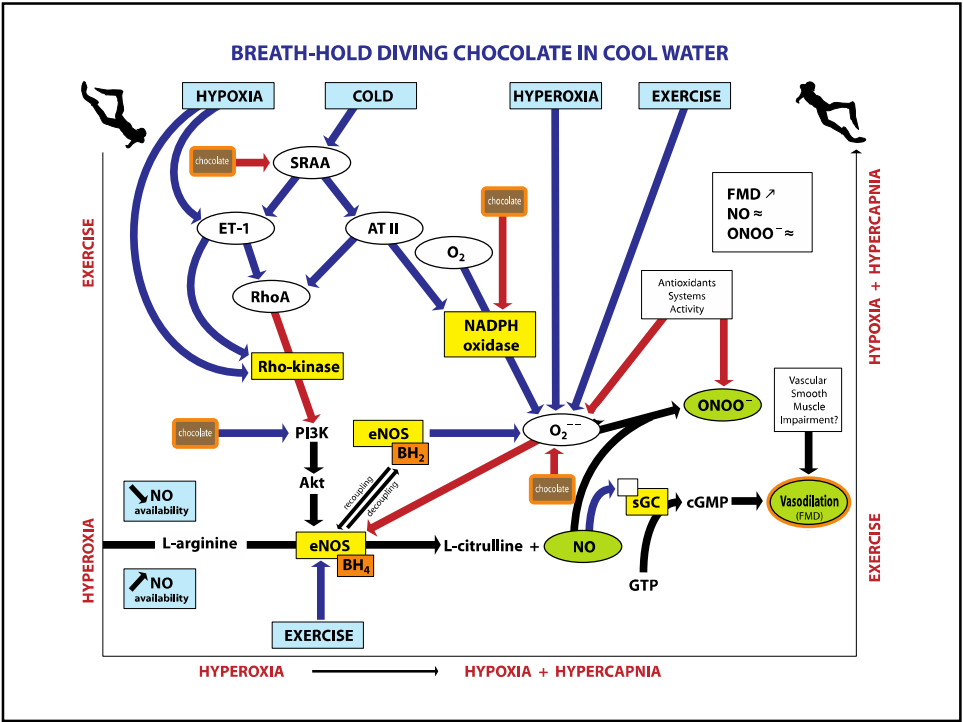 BREATH-HOLD DIVING CHOCOLATE IN COOL WATER
HYPOXIA
COLD
HYPEROXIA
EXERCISE
chocolate
SRAA
chocolate
FMD ↗
NO ≈
ONOO⁻ ≈
ET-1
AT II
O₂
EXERCISE
HYPOXIA + HYPERCAPNIA
RhoA
Antioxidants
Systems
Activity
NADPH
oxidase
Rho-kinase
ONOO⁻
Vascular
Smooth
Muscle
Impairment?
chocolate
PI3K
eNOS
BH₂
O₂⁻⁻
Akt
recoupling
decoupling
chocolate
sGC
cGMP
Vasodilation
(FMD)
NO
availability
L-arginine
eNOS
BH₄
L-citrulline +
NO
GTP
NO
availability
HYPEROXIA
EXERCISE
EXERCISE
HYPEROXIA
HYPOXIA + HYPERCAPNIA